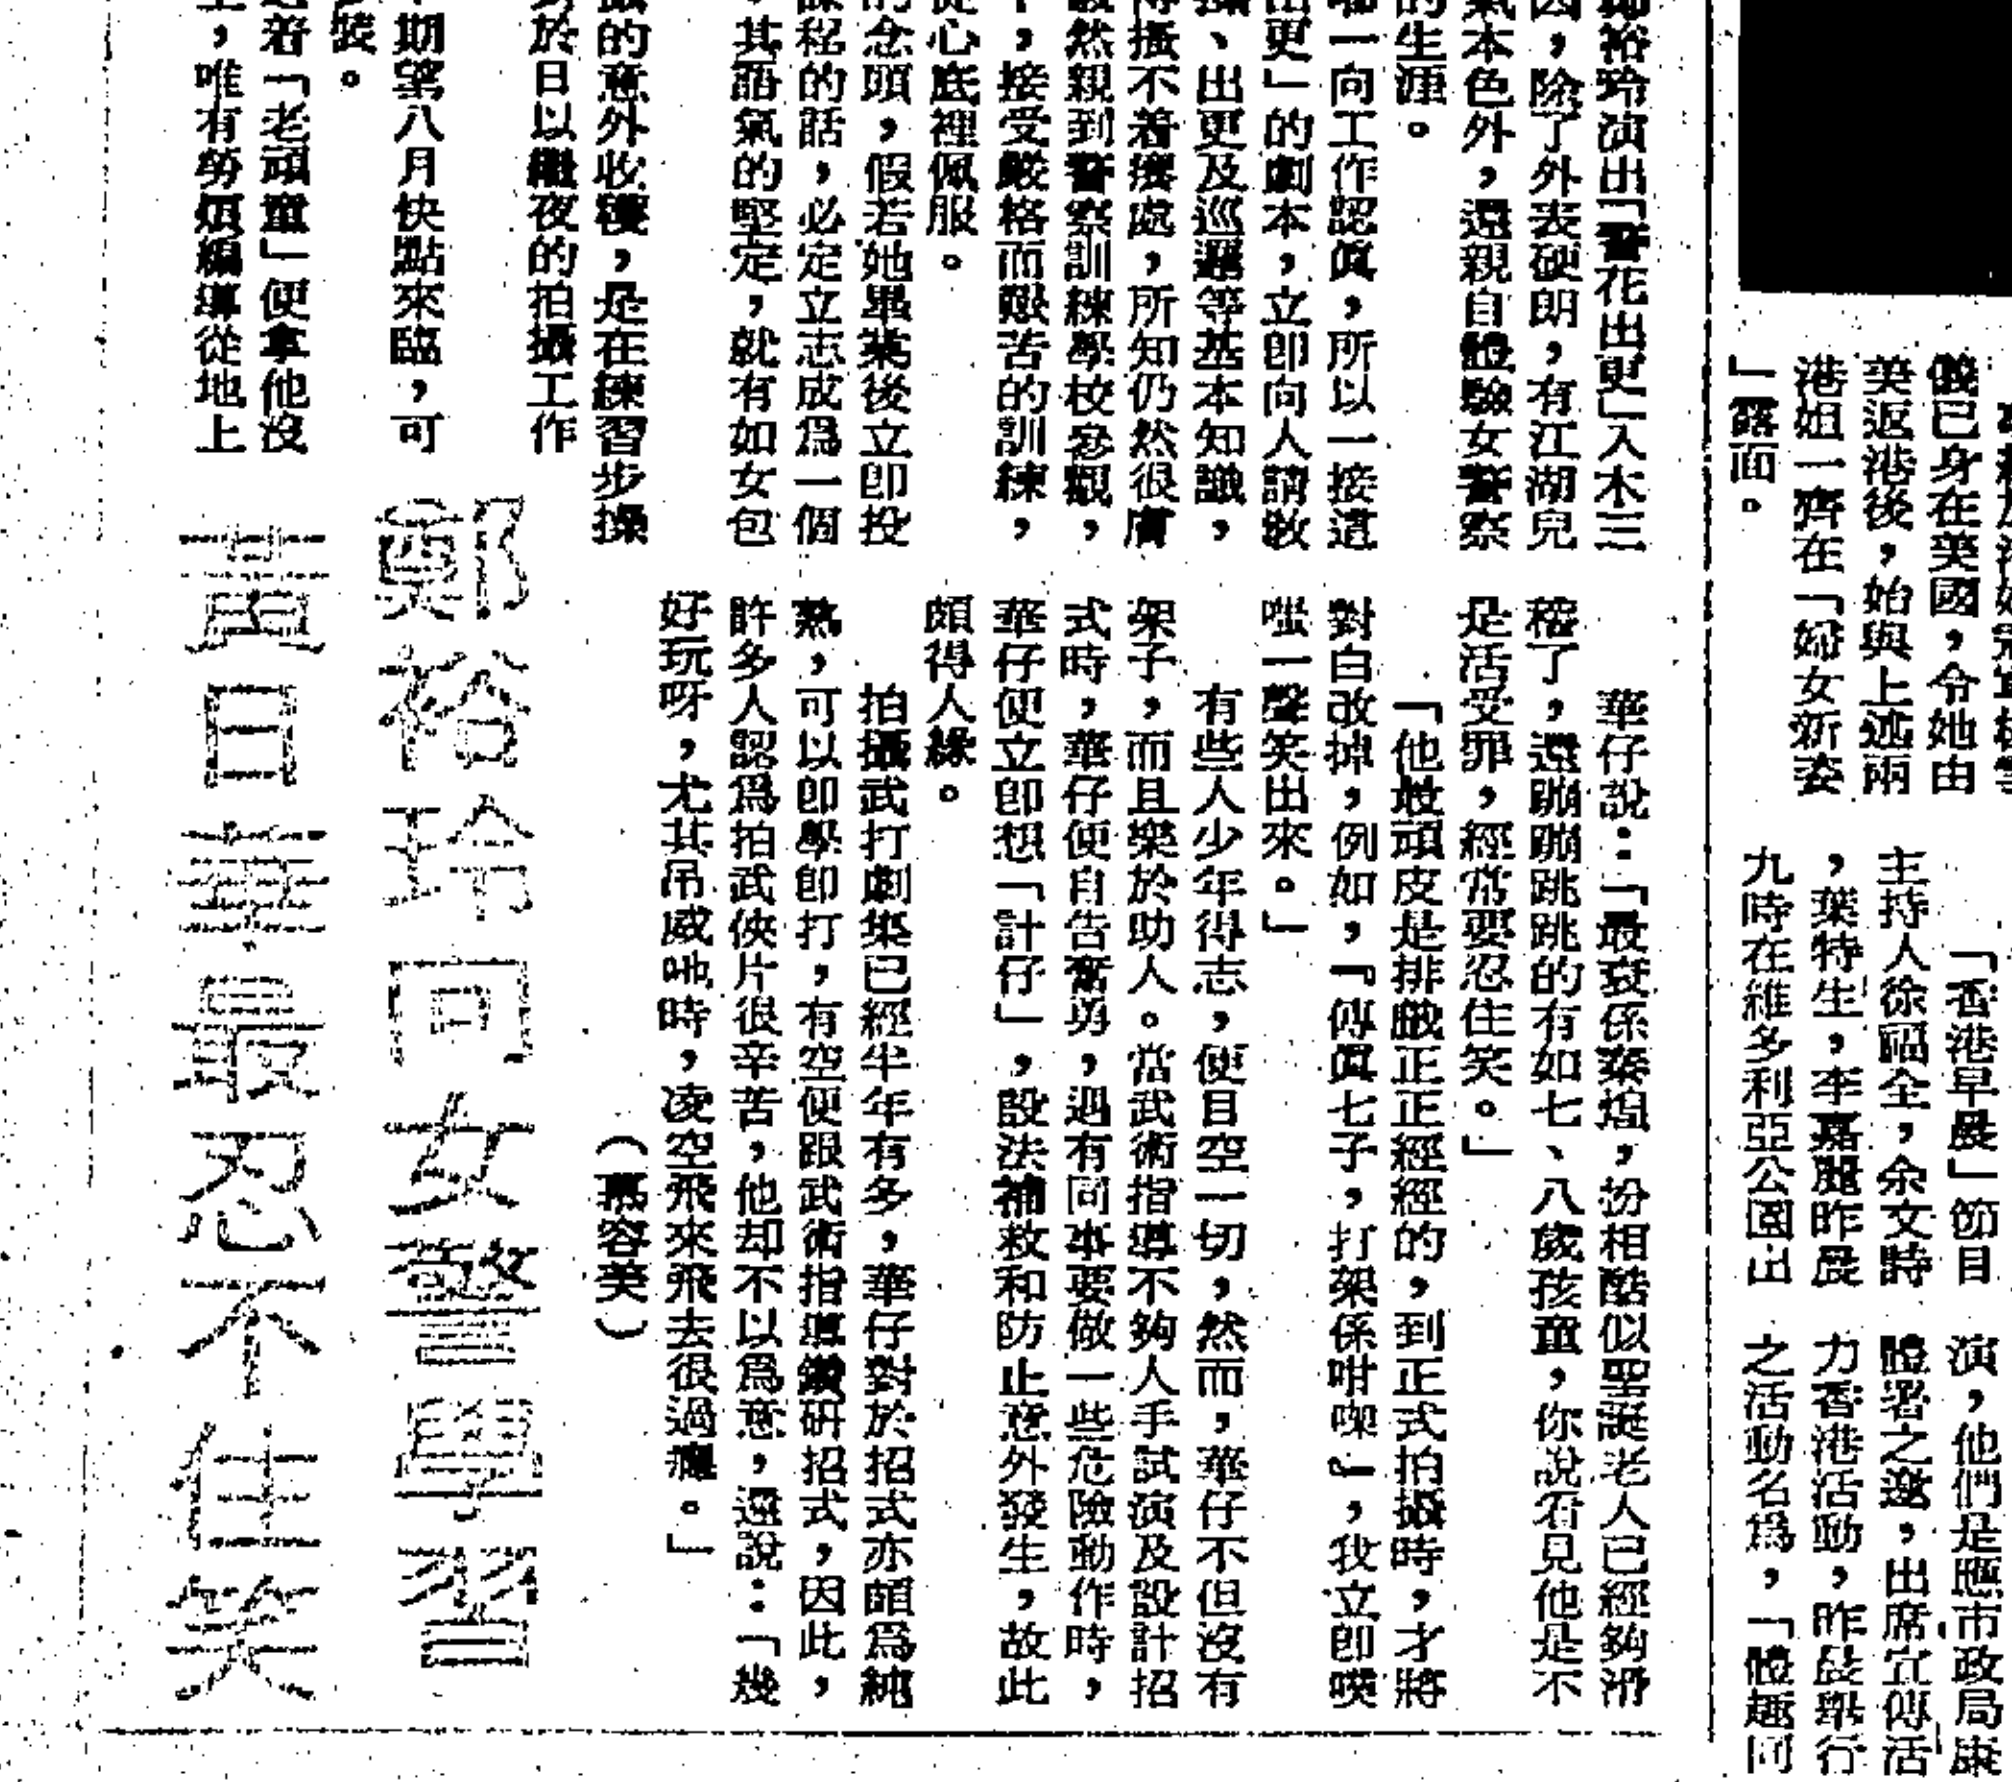 」露面。
港姐一齊在「婦女新姿
美返港後，始與上述兩
儀已身在美國，令她由
「香港早晨」節目
主持人徐福全，余文時
，葉特生，李嘉麗昨晨
九時在維多利亞公園出
演，他們是應市政局康
體署之邀，出席宣傳活
力香港活動，昨晨舉行
之活動名為，「體趣同
鄭裕玲向女警學習
黃日華最忍不住笑
裕玲演出「警花出更」入木三
，除了外表硬朗，有江湖兒
氣本色外，還親自體驗女警察
的生涯。
一向工作認真，所以一接這
出更」的劇本，立即向人請教
、出更及巡邏等基本知識，
搔不着癢處，所知仍然很膚
然親到警察訓練學校參觀，
，接受嚴格而艱苦的訓練，
從心底裡佩服。
的念頭，假若她畢業後立即投
課程的話，必定立志成為一個
，其語氣的堅定，就有如女包
的意外收穫，是在練習步操
於日以繼夜的拍攝工作
期望八月快點來臨，可
裝。
着「老頑童」便拿他沒
，唯有勞煩編導從地上
華仔說：「最衰係秦煌，扮相酷似聖誕老人已經夠滑
稽了，還蹦蹦跳跳的有如七、八歲孩童，你說看見他是不
是活受罪，經常要忍住笑。」
「他最頑皮是排戲正正經經的，到正式拍攝時，才將
對白改掉，例如，『傳真七子，打架係咁㗎』，我立即噗
嗤一聲笑出來。」
有些人少年得志，便目空一切，然而，華仔不但沒有
架子，而且樂於助人。當武術指導不夠人手試演及設計招
式時，華仔便自告奮勇，遇有同事要做一些危險動作時，
華仔便立即想「計仔」，設法補救和防止意外發生，故此
頗得人緣。
拍攝武打劇集已經半年有多，華仔對於招式亦頗為純
熟，可以即學即打，有空便跟武術指導鑽研招式，因此，
許多人認為拍武俠片很辛苦，他却不以為意，還說：「幾
好玩呀，尤其吊威吔時，凌空飛來飛去很過癮。」
（慕容美）